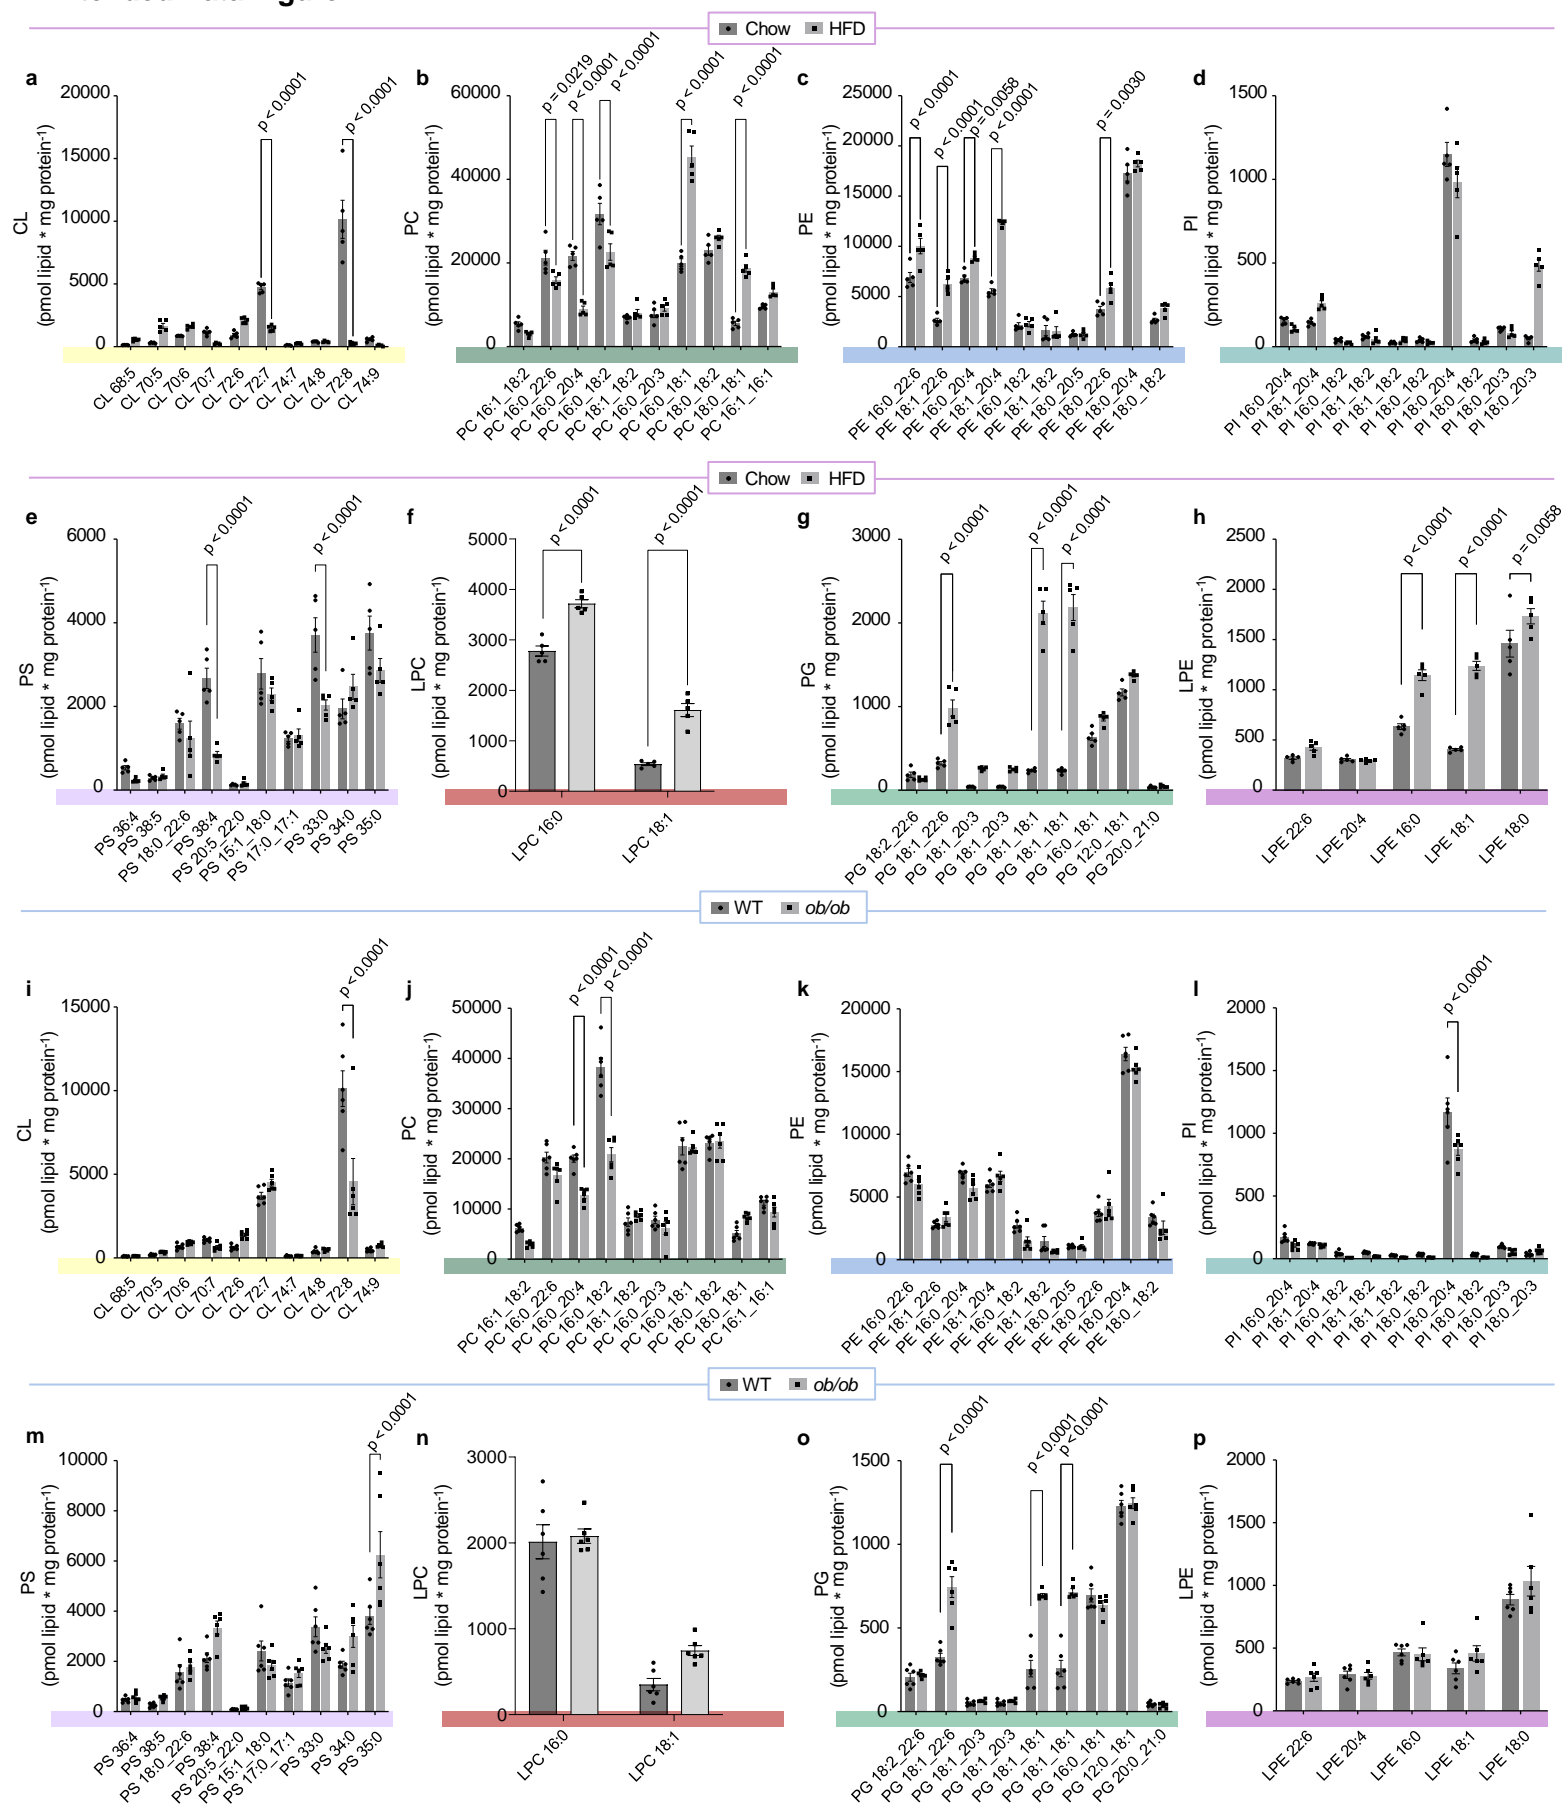 Chow HFD
a
CL
(pmol lipid * mg protein-1)
20000
15000
10000
5000
0
p < 0.0001
p < 0.0001
CL 68:5
CL 70:5
CL 70:6
CL 70:7
CL 72:6
CL 72:7
CL 74:7
CL 74:8
CL 72:8
CL 74:9
b
PC
(pmol lipid * mg protein-1)
60000
40000
20000
0
p = 0.0219
p < 0.0001
p < 0.0001
p < 0.0001
p < 0.0001
PC 16:1_18:2
PC 16:0_22:6
PC 16:0_20:4
PC 16:0_18:2
PC 18:1_18:2
PC 16:0_20:3
PC 16:0_18:1
PC 18:0_18:2
PC 18:0_18:1
PC 16:1_16:1
c
PE
(pmol lipid * mg protein-1)
25000
20000
15000
10000
5000
0
p < 0.0001
p < 0.0001
p = 0.0058
p < 0.0001
p = 0.0030
PE 16:0_22:6
PE 18:1_22:6
PE 16:0_20:4
PE 18:1_20:4
PE 16:0_18:2
PE 18:1_18:2
PE 18:0_20:5
PE 18:0_22:6
PE 18:0_20:4
PE 18:0_18:2
d
PI
(pmol lipid * mg protein-1)
1500
1000
500
0
PI 16:0_20:4
PI 18:1_20:4
PI 16:0_18:2
PI 18:1_18:2
PI 18:1_18:2
PI 18:0_18:2
PI 18:0_20:4
PI 18:0_18:2
PI 18:0_20:3
PI 18:0_20:3
Chow HFD
e
PS
(pmol lipid * mg protein-1)
6000
4000
2000
0
p < 0.0001
p < 0.0001
PS 36:4
PS 38:5
PS 18:0_22:6
PS 38:4
PS 20:5_22:0
PS 15:1_18:0
PS 17:0_17:1
PS 33:0
PS 34:0
PS 35:0
f
LPC
(pmol lipid * mg protein-1)
5000
4000
3000
2000
1000
0
p < 0.0001
p < 0.0001
LPC 16:0
LPC 18:1
g
PG
(pmol lipid * mg protein-1)
3000
2000
1000
0
p < 0.0001
p < 0.0001
p < 0.0001
PG 18:2_22:6
PG 18:1_22:6
PG 18:1_20:3
PG 18:1_20:3
PG 18:1_18:1
PG 18:1_18:1
PG 16:0_18:1
PG 12:0_18:1
PG 20:0_21:0
h
LPE
(pmol lipid * mg protein-1)
2500
2000
1500
1000
500
0
p < 0.0001
p < 0.0001
p = 0.0058
LPE 22:6
LPE 20:4
LPE 16:0
LPE 18:1
LPE 18:0
WT ob/ob
i
CL
(pmol lipid * mg protein-1)
15000
10000
5000
0
p < 0.0001
CL 68:5
CL 70:5
CL 70:6
CL 70:7
CL 72:6
CL 72:7
CL 74:7
CL 74:8
CL 72:8
CL 74:9
j
PC
(pmol lipid * mg protein-1)
50000
40000
30000
20000
10000
0
p < 0.0001
p < 0.0001
PC 16:1_18:2
PC 16:0_22:6
PC 16:0_20:4
PC 16:0_18:2
PC 18:1_18:2
PC 16:0_20:3
PC 16:0_18:1
PC 18:0_18:2
PC 18:0_18:1
PC 16:1_16:1
k
PE
(pmol lipid * mg protein-1)
20000
15000
10000
5000
0
PE 16:0_22:6
PE 18:1_22:6
PE 16:0_20:4
PE 18:1_20:4
PE 16:0_18:2
PE 18:1_18:2
PE 18:0_20:5
PE 18:0_22:6
PE 18:0_20:4
PE 18:0_18:2
l
PI
(pmol lipid * mg protein-1)
2000
1500
1000
500
0
p < 0.0001
PI 16:0_20:4
PI 18:1_20:4
PI 16:0_18:2
PI 18:1_18:2
PI 18:1_18:2
PI 18:0_18:2
PI 18:0_20:4
PI 18:0_18:2
PI 18:0_20:3
PI 18:0_20:3
WT ob/ob
m
PS
(pmol lipid * mg protein-1)
10000
8000
6000
4000
2000
0
p < 0.0001
PS 36:4
PS 38:5
PS 18:0_22:6
PS 38:4
PS 20:5_22:0
PS 15:1_18:0
PS 17:0_17:1
PS 33:0
PS 34:0
PS 35:0
n
LPC
(pmol lipid * mg protein-1)
3000
2000
1000
0
LPC 16:0
LPC 18:1
o
PG
(pmol lipid * mg protein-1)
1500
1000
500
0
p < 0.0001
p < 0.0001
p < 0.0001
PG 18:2_22:6
PG 18:1_22:6
PG 18:1_20:3
PG 18:1_20:3
PG 18:1_18:1
PG 18:1_18:1
PG 16:0_18:1
PG 12:0_18:1
PG 20:0_21:0
p
LPE
(pmol lipid * mg protein-1)
2000
1500
1000
500
0
LPE 22:6
LPE 20:4
LPE 16:0
LPE 18:1
LPE 18:0